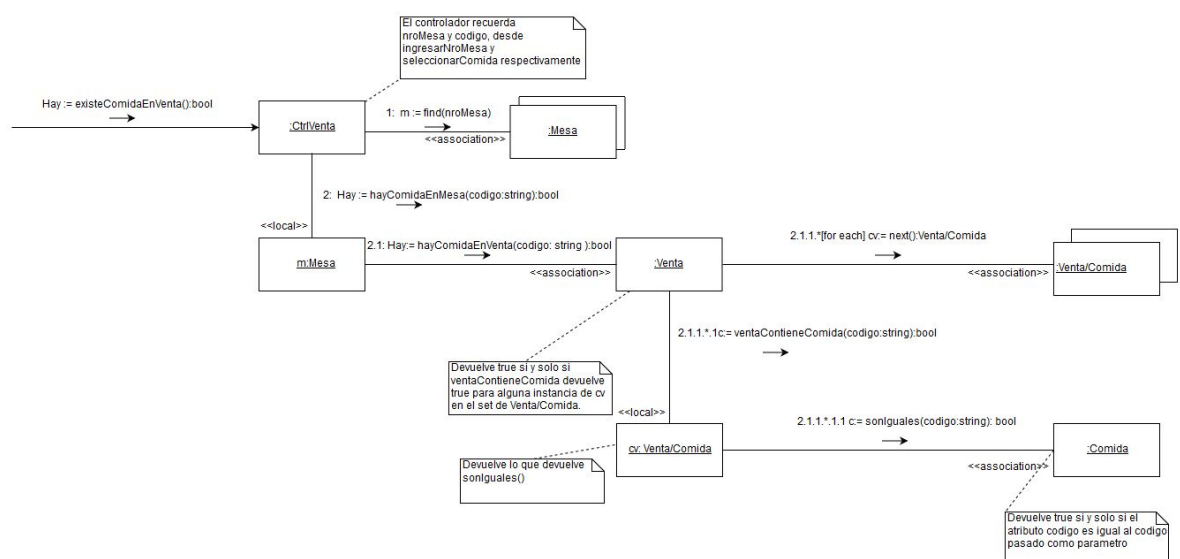 El controlador recuerda
nroMesa y codigo, desde
ingresarNroMesa y
seleccionarComida respectivamente
Hay := existeComidaEnVenta():bool
:CtrlVenta
1: m := find(nroMesa)
<<association>>
:Mesa
2: Hay := hayComidaEnMesa(codigo:string):bool
<<local>>
m:Mesa
2.1: Hay:= hayComidaEnVenta(codigo: string ):bool
<<association>>
:Venta
2.1.1.*[for each] cv:= next():Venta/Comida
<<association>>
:Venta/Comida
2.1.1.*.1c:= ventaContieneComida(codigo:string):bool
Devuelve true si y solo si
ventaContieneComida devuelve
true para alguna instancia de cv
en el set de Venta/Comida.
<<local>>
cv: Venta/Comida
2.1.1.*.1.1 c:= sonIguales(codigo:string): bool
<<association>>
:Comida
Devuelve lo que devuelve
sonIguales()
Devuelve true si y solo si el
atributo codigo es igual al codigo
pasado como parametro